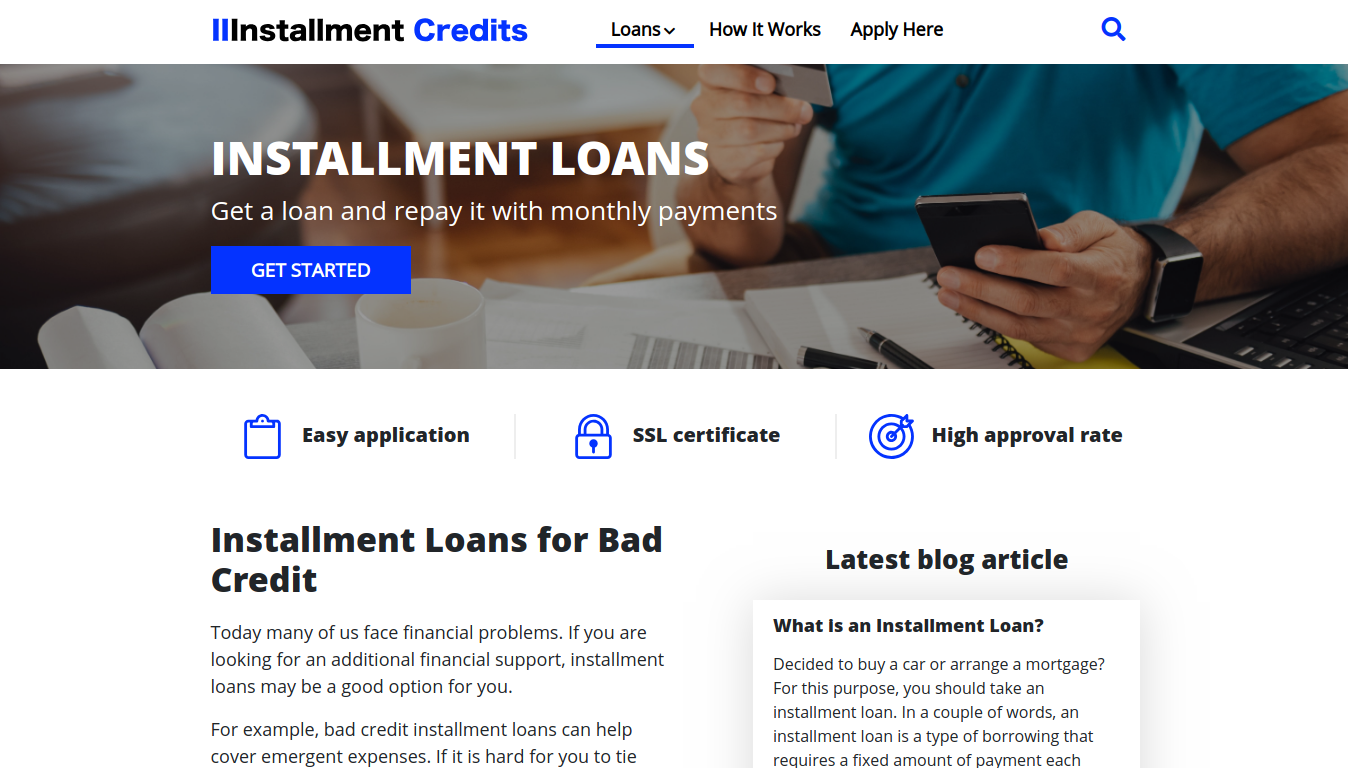 IIInstallment Credits
Loans
How It Works
Apply Here
INSTALLMENT LOANS
Get a loan and repay it with monthly payments
GET STARTED
Easy application
SSL certificate
High approval rate
Installment Loans for Bad
Credit
Today many of us face financial problems. If you are
looking for an additional financial support, installment
loans may be a good option for you.
For example, bad credit installment loans can help
cover emergent expenses. If it is hard for you to tie
Latest blog article
What Is an Installment Loan?
Decided to buy a car or arrange a mortgage?
For this purpose, you should take an
installment loan. In a couple of words, an
installment loan is a type of borrowing that
requires a fixed amount of payment each